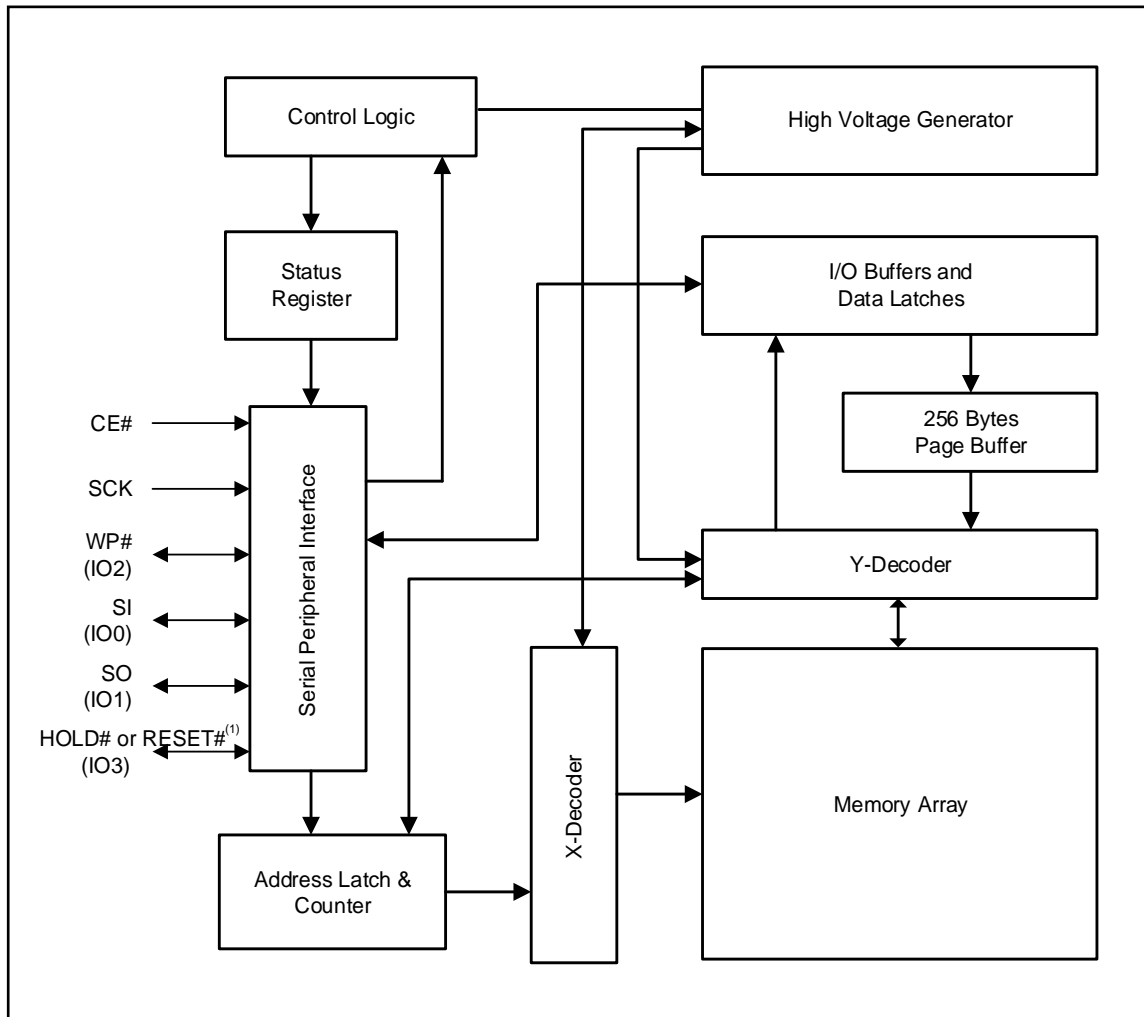 Control Logic
High Voltage Generator
Status
Register
I/O Buffers and
Data Latches
256 Bytes
Page Buffer
CE#
SCK
WP#
(IO2)
SI
(IO0)
SO
(IO1)
HOLD# or RESET#(1)
(IO3)
Serial Peripheral Interface
Y-Decoder
X-Decoder
Memory Array
Address Latch &
Counter